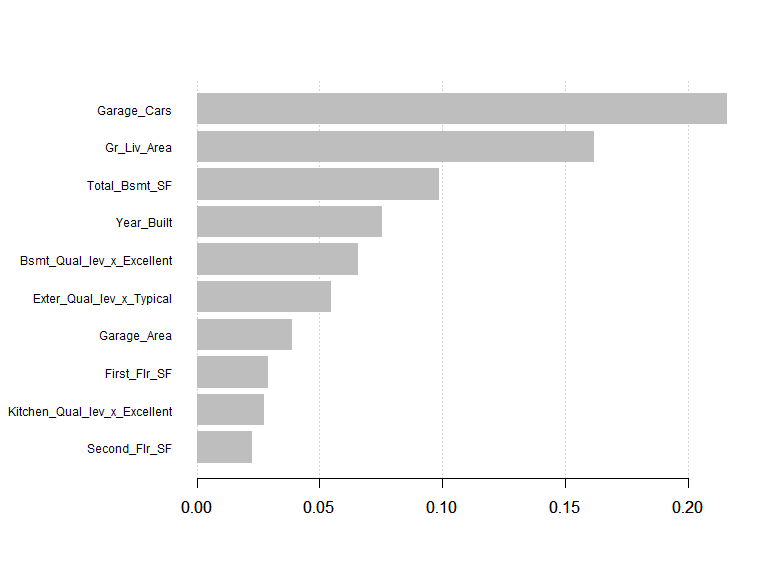 Garage_Cars
Gr_Liv_Area
Total_Bsmt_SF
Year_Built
Bsmt_Qual_lev_x_Excellent
Exter_Qual_lev_x_Typical
Garage_Area
First_Flr_SF
Kitchen_Qual_lev_x_Excellent
Second_Flr_SF
0.00 0.05 0.10 0.15 0.20